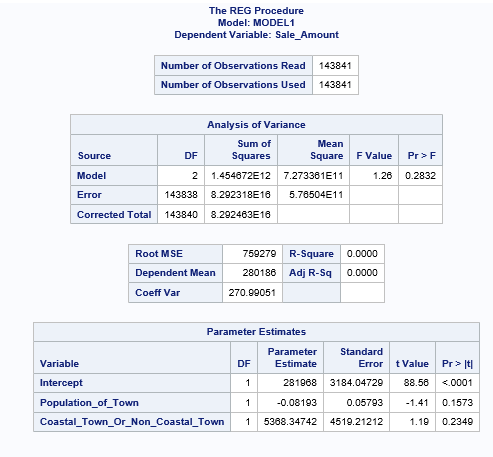 The REG Procedure
Model: MODEL1
Dependent Variable: Sale_Amount
Number of Observations Read 143841
Number of Observations Used 143841
Analysis of Variance
Source DF Sum of Squares Mean Square F Value Pr > F
Model 2 1.454672E12 7.273361E11 1.26 0.2832
Error 143838 8.292318E16 5.76504E11
Corrected Total 143840 8.292463E16
Root MSE 759279 R-Square 0.0000
Dependent Mean 280186 Adj R-Sq 0.0000
Coeff Var 270.99051
Parameter Estimates
Variable DF Parameter Estimate Standard Error t Value Pr > |t|
Intercept 1 281968 3184.04729 88.56 <.0001
Population_of_Town 1 -0.08193 0.05793 -1.41 0.1573
Coastal_Town_Or_Non_Coastal_Town 1 5368.34742 4519.21212 1.19 0.2349